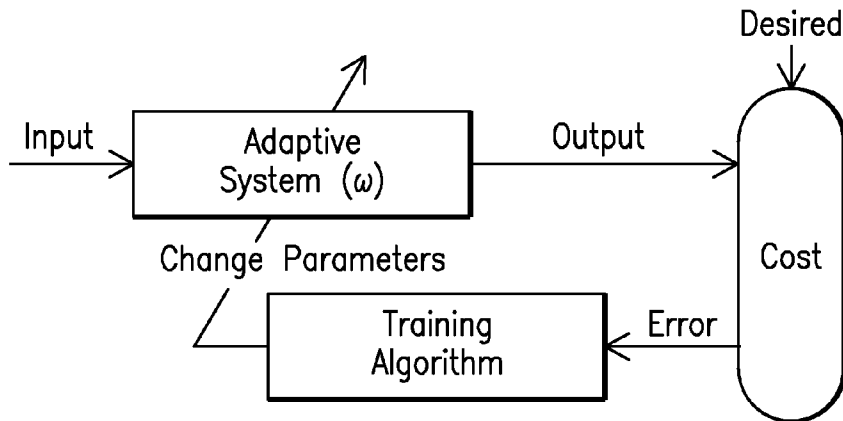 Desired
Input
Adaptive
System (ω)
Output
Change Parameters
Cost
Training
Algorithm
Error